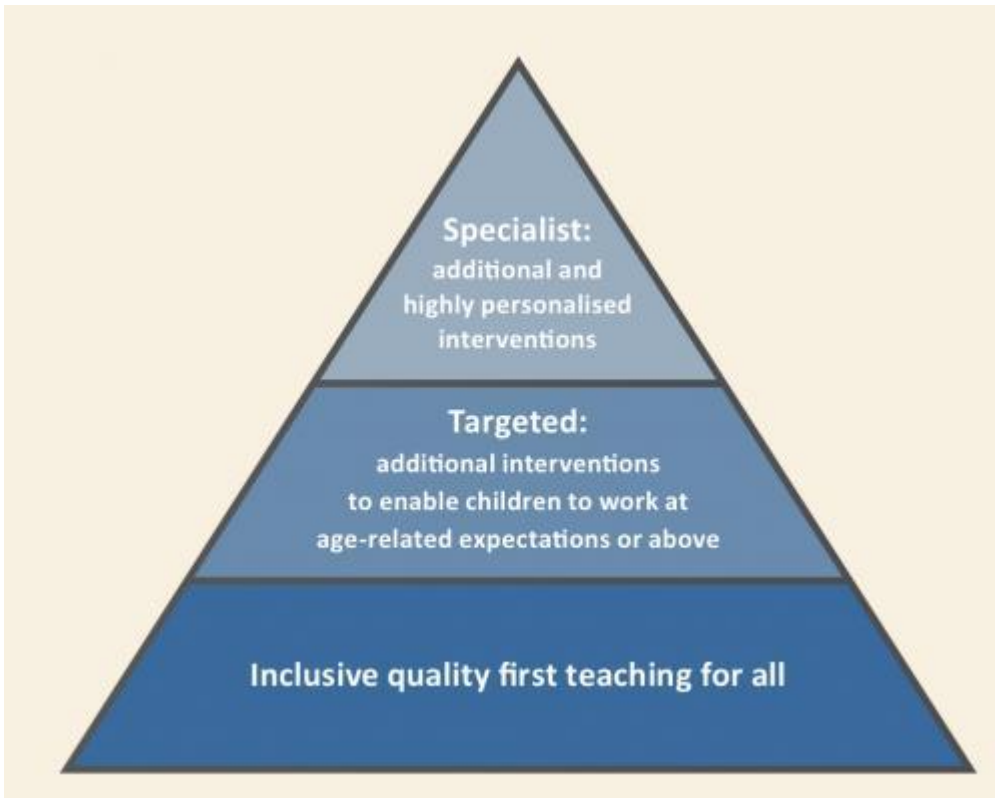 Specialist:
additional and
highly personalised
interventions
Targeted:
additional interventions
to enable children to work at
age-related expectations or above
Inclusive quality first teaching for all